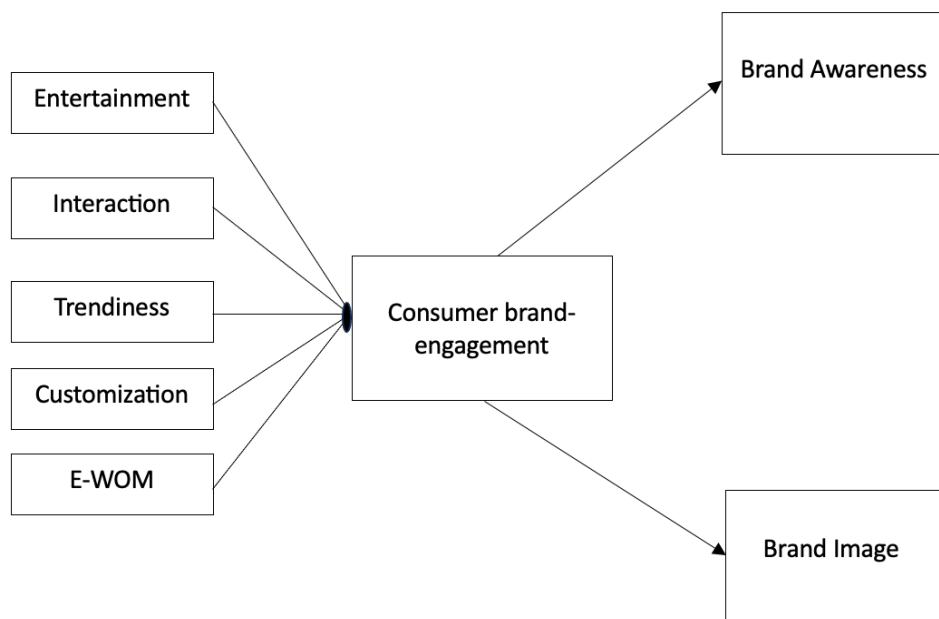 Brand Awareness
Entertainment
Interaction
Trendiness
Consumer brand-
engagement
Customization
E-WOM
Brand Image